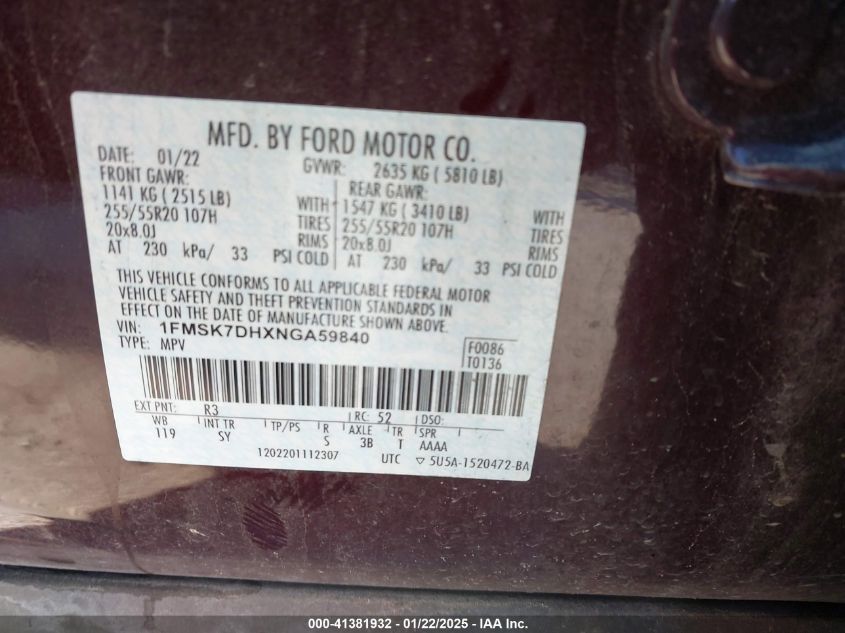 MFD. BY FORD MOTOR CO.
DATE: 01/22 GVWR: 2635 KG ( 5810 LB)
FRONT GAWR: REAR GAWR:
1141 KG ( 2515 LB) WITH 1547 KG ( 3410 LB) WITH
255/55R20 107H TIRES 255/55R20 107H TIRES
20x8.0J RIMS 20x8.0J RIMS
AT 230 kPa/ 33 PSI COLD AT 230 kPa/ 33 PSI COLD
THIS VEHICLE CONFORMS TO ALL APPLICABLE FEDERAL MOTOR
VEHICLE SAFETY AND THEFT PREVENTION STANDARDS IN
EFFECT ON THE DATE OF MANUFACTURE SHOWN ABOVE.
VIN: 1FMSK7DHXNGA59840
TYPE: MPV
F0086
T0136
EXT PNT: R3 RC: 52 DSO:
WB INT TR TP/PS R AXLE TR SPR
119 SY S 3B T AAAA
1202201112307 UTC ▽ 5U5A-1520472-BA
000-41381932 - 01/22/2025 - IAA Inc.